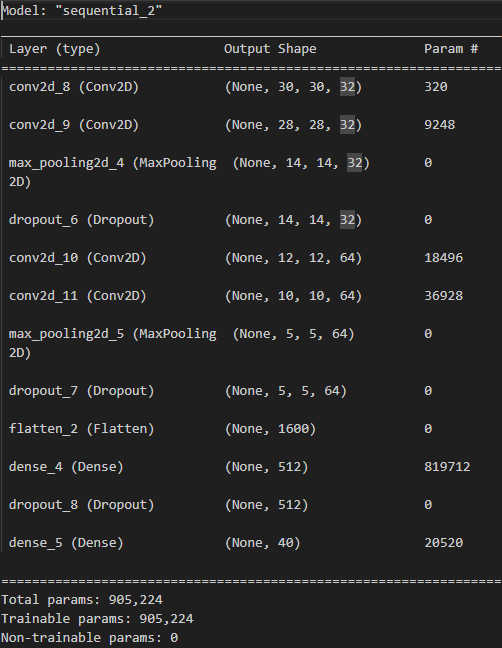 Model: "sequential_2"
Layer (type) Output Shape Param #
conv2d_8 (Conv2D) (None, 30, 30, 32) 320
conv2d_9 (Conv2D) (None, 28, 28, 32) 9248
max_pooling2d_4 (MaxPooling (None, 14, 14, 32) 0
2D)
dropout_6 (Dropout) (None, 14, 14, 32) 0
conv2d_10 (Conv2D) (None, 12, 12, 64) 18496
conv2d_11 (Conv2D) (None, 10, 10, 64) 36928
max_pooling2d_5 (MaxPooling (None, 5, 5, 64) 0
2D)
dropout_7 (Dropout) (None, 5, 5, 64) 0
flatten_2 (Flatten) (None, 1600) 0
dense_4 (Dense) (None, 512) 819712
dropout_8 (Dropout) (None, 512) 0
dense_5 (Dense) (None, 40) 20520
Total params: 905,224
Trainable params: 905,224
Non-trainable params: 0